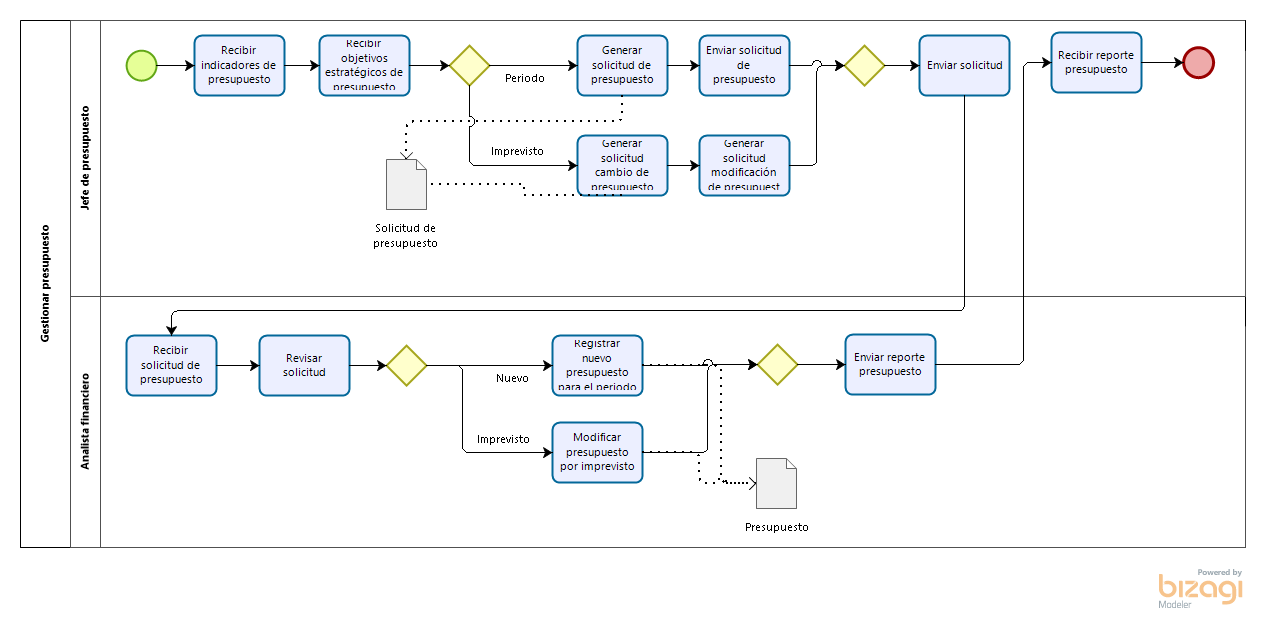 Gestionar presupuesto
Jefe de presupuesto
Recibir
indicadores de
presupuesto
Recibir
objetivos
estratégicos de
presupuesto
Periodo
Imprevisto
Generar
solicitud de
presupuesto
Enviar solicitud
de
presupuesto
Generar
solicitud
cambio de
presupuesto
Generar
solicitud
modificación
de presupuest
Enviar solicitud
Recibir reporte
presupuesto
Solicitud de
presupuesto
Analista financiero
Recibir
solicitud de
presupuesto
Revisar
solicitud
Nuevo
Imprevisto
Registrar
nuevo
presupuesto
para el periodo
Modificar
presupuesto
por imprevisto
Enviar reporte
presupuesto
Presupuesto
Powered by
bizagi
Modeler